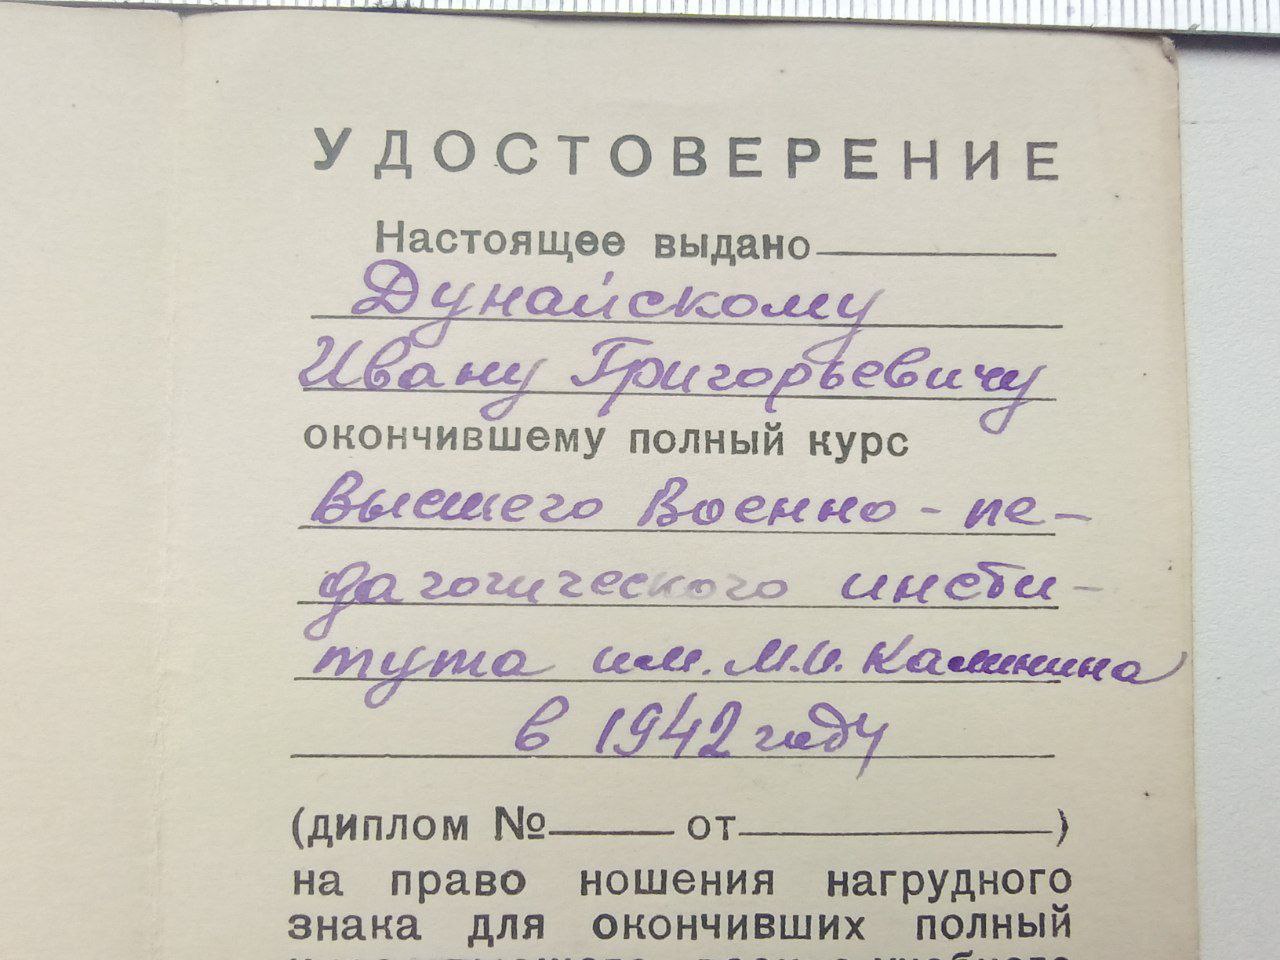 УДОСТОВЕРЕНИЕ
Настоящее выдано
Дунайскому
Ивану Григорьевичу
окончившему полный курс
Высшего Военно-пе-
дагогического инсти-
тута им. М.И. Калинина
в 1942 году
(диплом № от )
на право ношения нагрудного
знака для окончивших полный